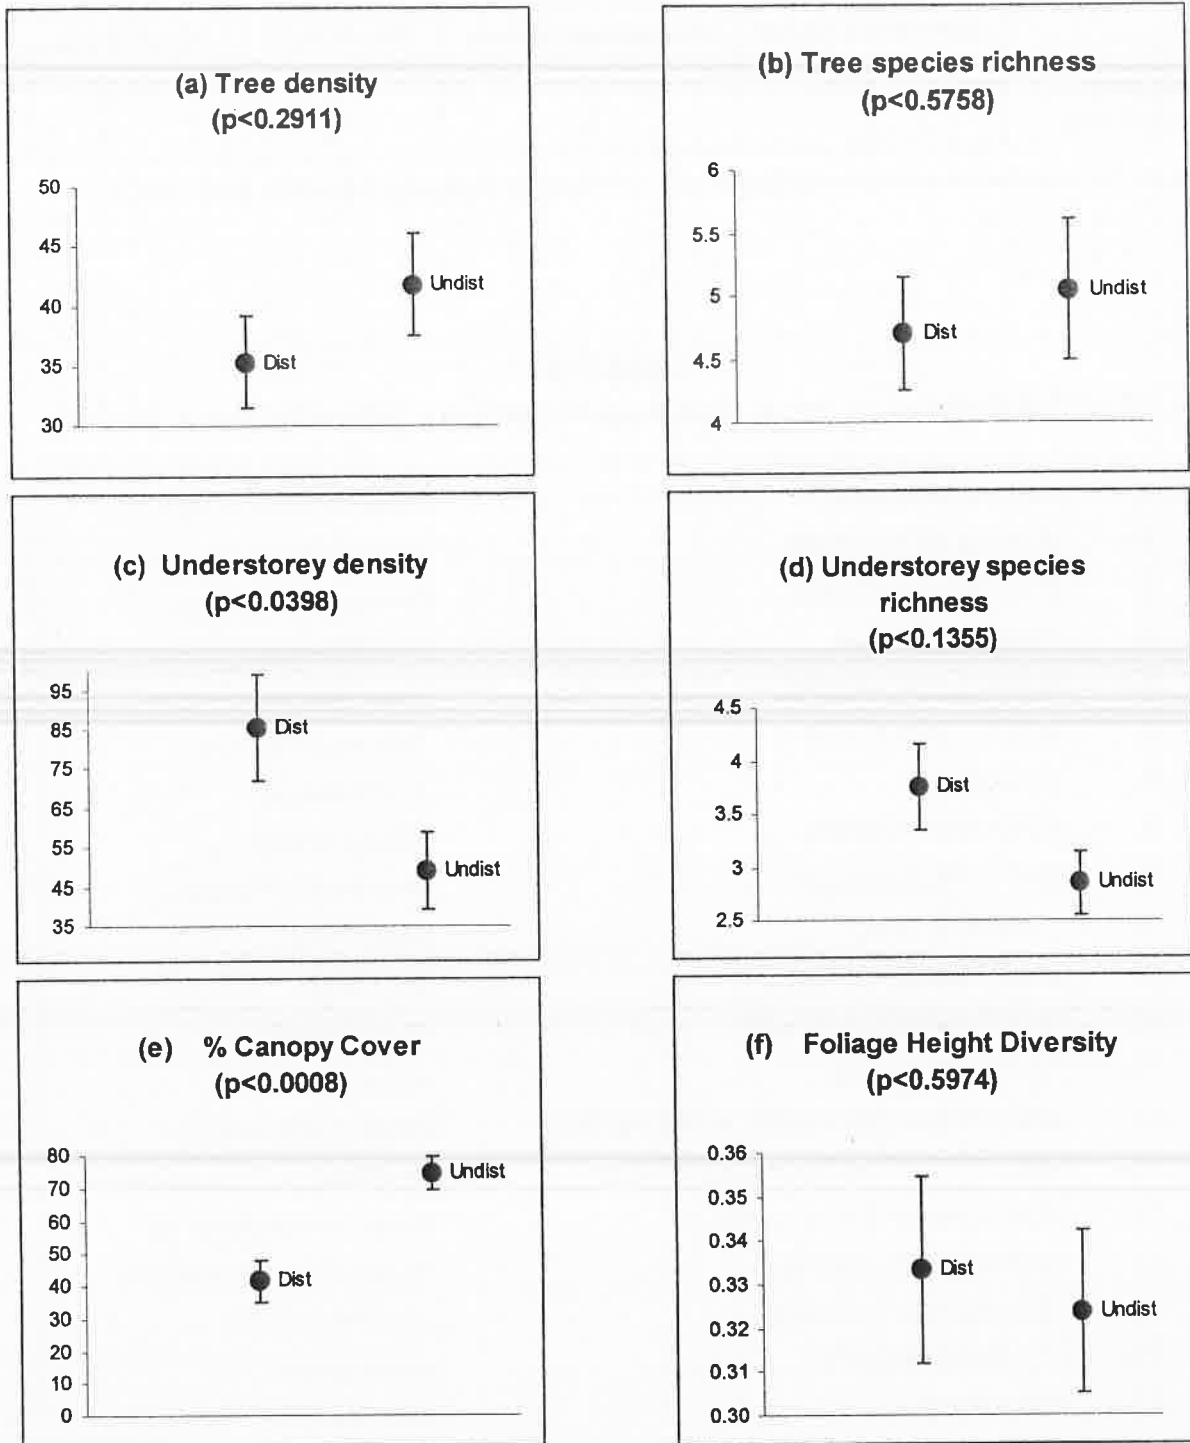 (a) Tree density
(p<0.2911)
50
45
40
35
30
Undist
Dist
(b) Tree species richness
(p<0.5758)
6
5.5
5
4.5
4
Undist
Dist
(c) Understorey density
(p<0.0398)
95
85
75
65
55
45
35
Dist
Undist
(d) Understorey species
richness
(p<0.1355)
4.5
4
3.5
3
2.5
Dist
Undist
(e) % Canopy Cover
(p<0.0008)
80
70
60
50
40
30
20
10
0
Undist
Dist
(f) Foliage Height Diversity
(p<0.5974)
0.36
0.35
0.34
0.33
0.32
0.31
0.30
Dist
Undist